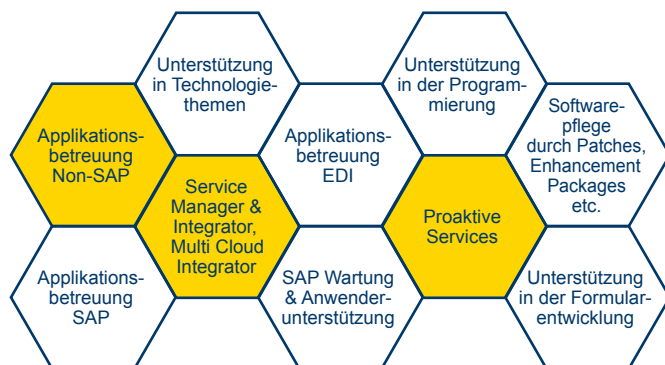 Unterstützung
in Technologie-
themen
Unterstützung
in der Program-
mierung
Applikations-
betreuung
Non-SAP
Applikations-
betreuung
EDI
Software-
pflege
durch Patches,
Enhancement
Packages
etc.
Service
Manager &
Integrator,
Multi Cloud
Integrator
Proaktive
Services
Applikations-
betreuung
SAP
SAP Wartung
& Anwender-
unterstützung
Unterstützung
in der Formular-
entwicklung